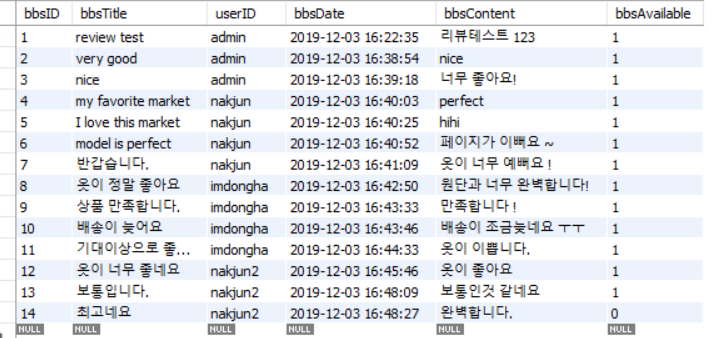 bbsID bbsTitle userID bbsDate bbsContent bbsAvailable
1 review test admin 2019-12-03 16:22:35 리뷰테스트 123 1
2 very good admin 2019-12-03 16:38:54 nice 1
3 nice admin 2019-12-03 16:39:18 너무 좋아요! 1
4 my favorite market nakjun 2019-12-03 16:40:03 perfect 1
5 I love this market nakjun 2019-12-03 16:40:25 hihi 1
6 model is perfect nakjun 2019-12-03 16:40:52 페이지가 이뻐요 ~ 1
7 반갑습니다. nakjun 2019-12-03 16:41:09 옷이 너무 예뻐요 ! 1
8 옷이 정말 좋아요 imdongha 2019-12-03 16:42:50 원단과 너무 완벽합니다! 1
9 상품 만족합니다. imdongha 2019-12-03 16:43:33 만족합니다 ! 1
10 배송이 늦어요 imdongha 2019-12-03 16:43:46 배송이 조금늦네요 ㅜㅜ 1
11 기대이상으로 좋... imdongha 2019-12-03 16:44:33 옷이 이쁩니다. 1
12 옷이 너무 좋네요 nakjun2 2019-12-03 16:45:46 옷이 좋아요 1
13 보통입니다. nakjun2 2019-12-03 16:48:09 보통인것 같네요 1
14 최고네요 nakjun2 2019-12-03 16:48:27 완벽합니다. 0
NULL NULL NULL NULL NULL NULL